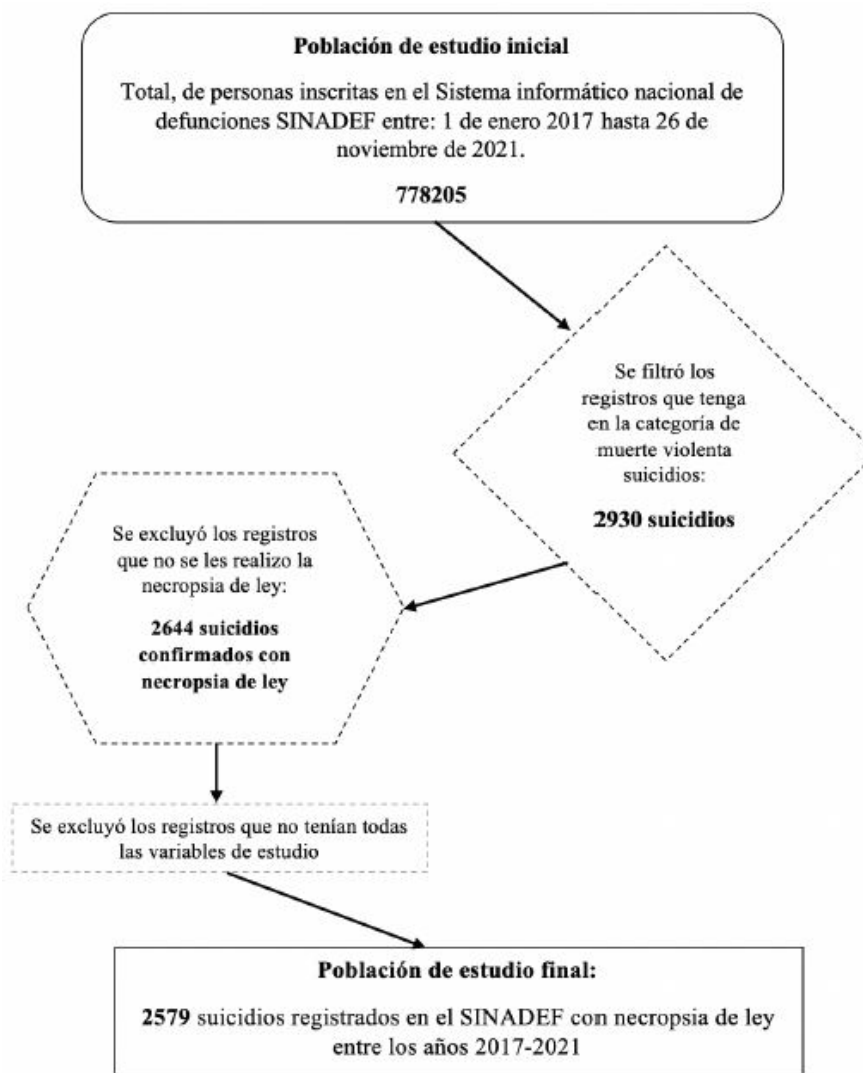 Población de estudio inicial
Total, de personas inscritas en el Sistema informático nacional de
defunciones SINADEF entre: 1 de enero 2017 hasta 26 de
noviembre de 2021.
778205
Se filtró los
registros que tenga
en la categoría de
muerte violenta
suicidios:
2930 suicidios
Se excluyó los registros
que no se les realizo la
necropsia de ley:
2644 suicidios
confirmados con
necropsia de ley
Se excluyó los registros que no tenían todas
las variables de estudio
Población de estudio final:
2579 suicidios registrados en el SINADEF con necropsia de ley
entre los años 2017-2021